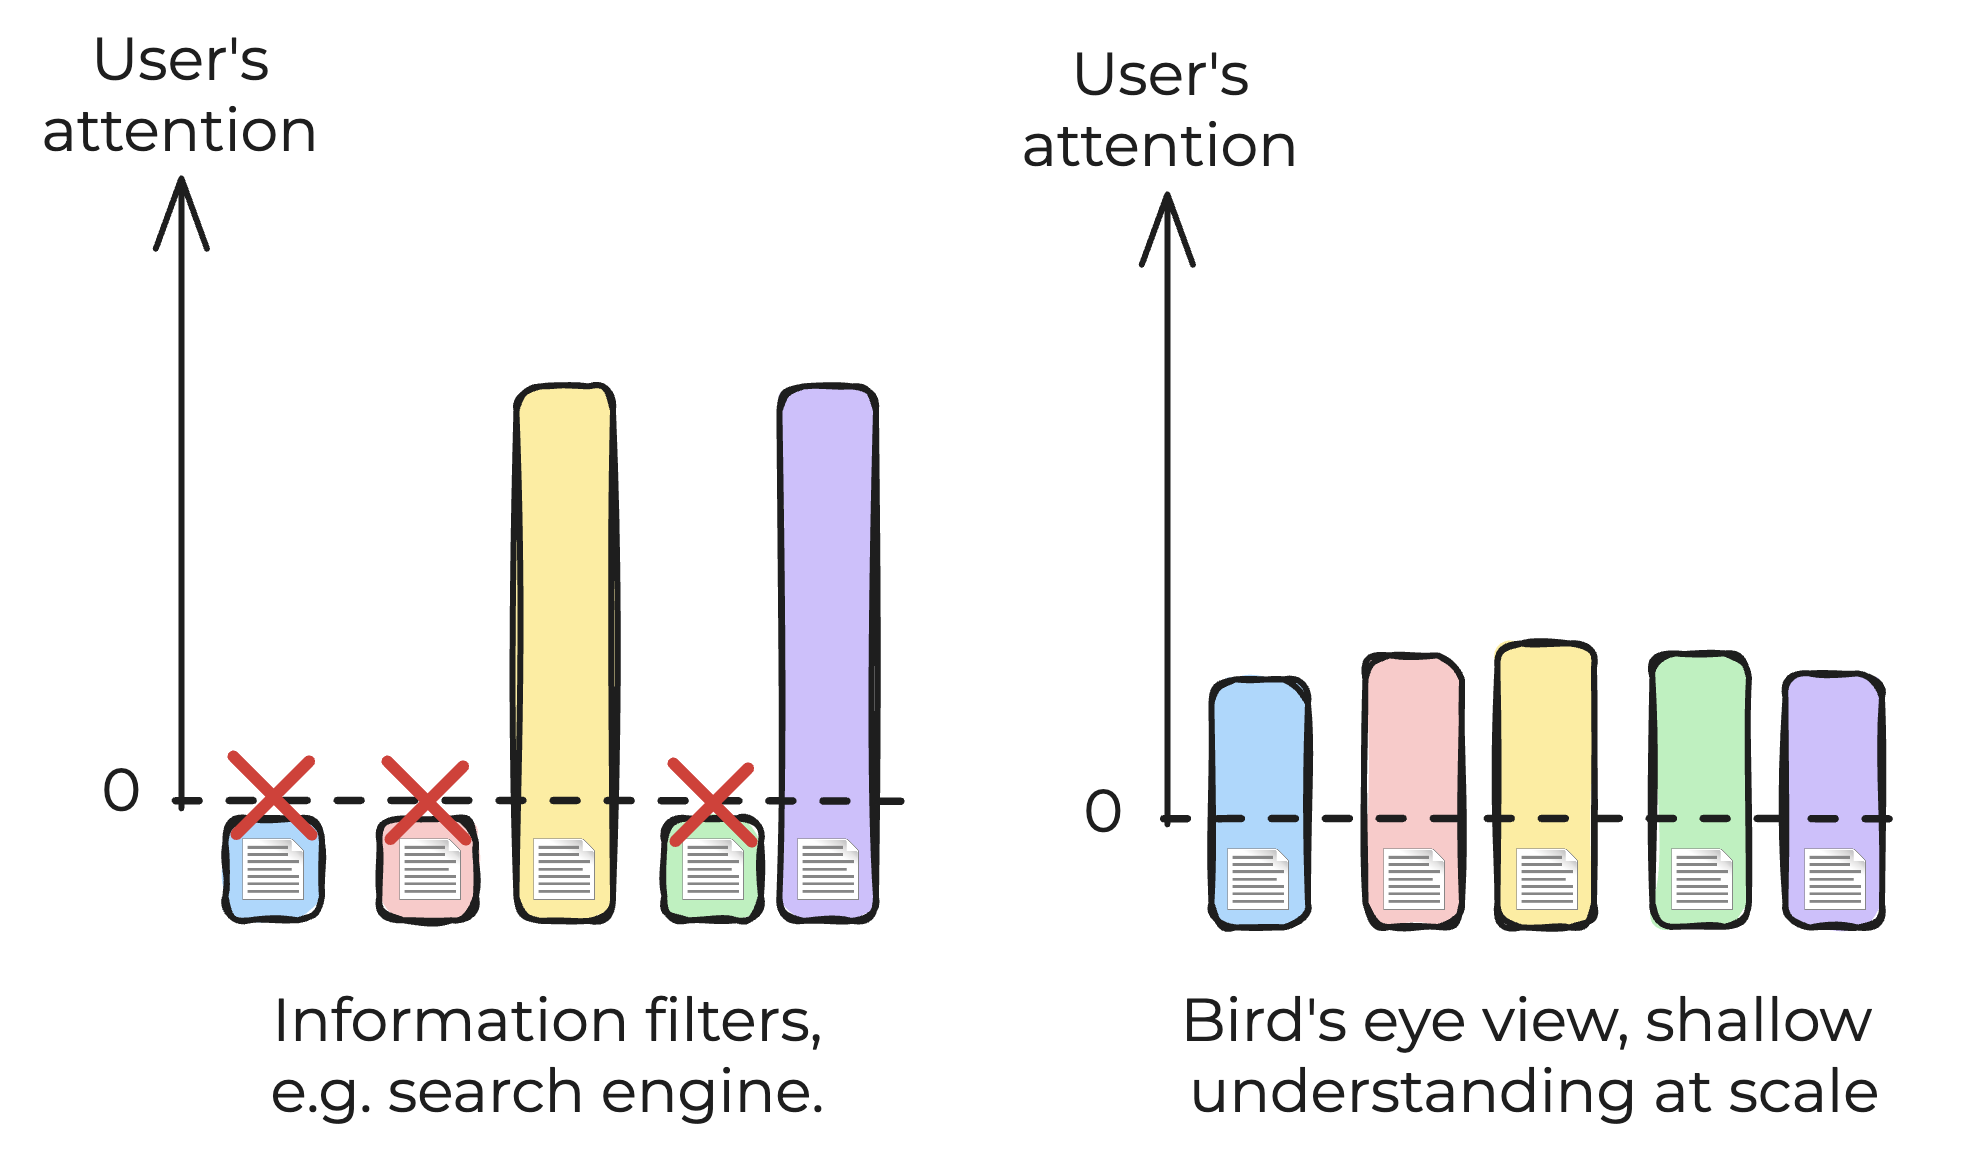 User's
attention
0
Information filters,
e.g. search engine.
User's
attention
0
Bird's eye view, shallow
understanding at scale